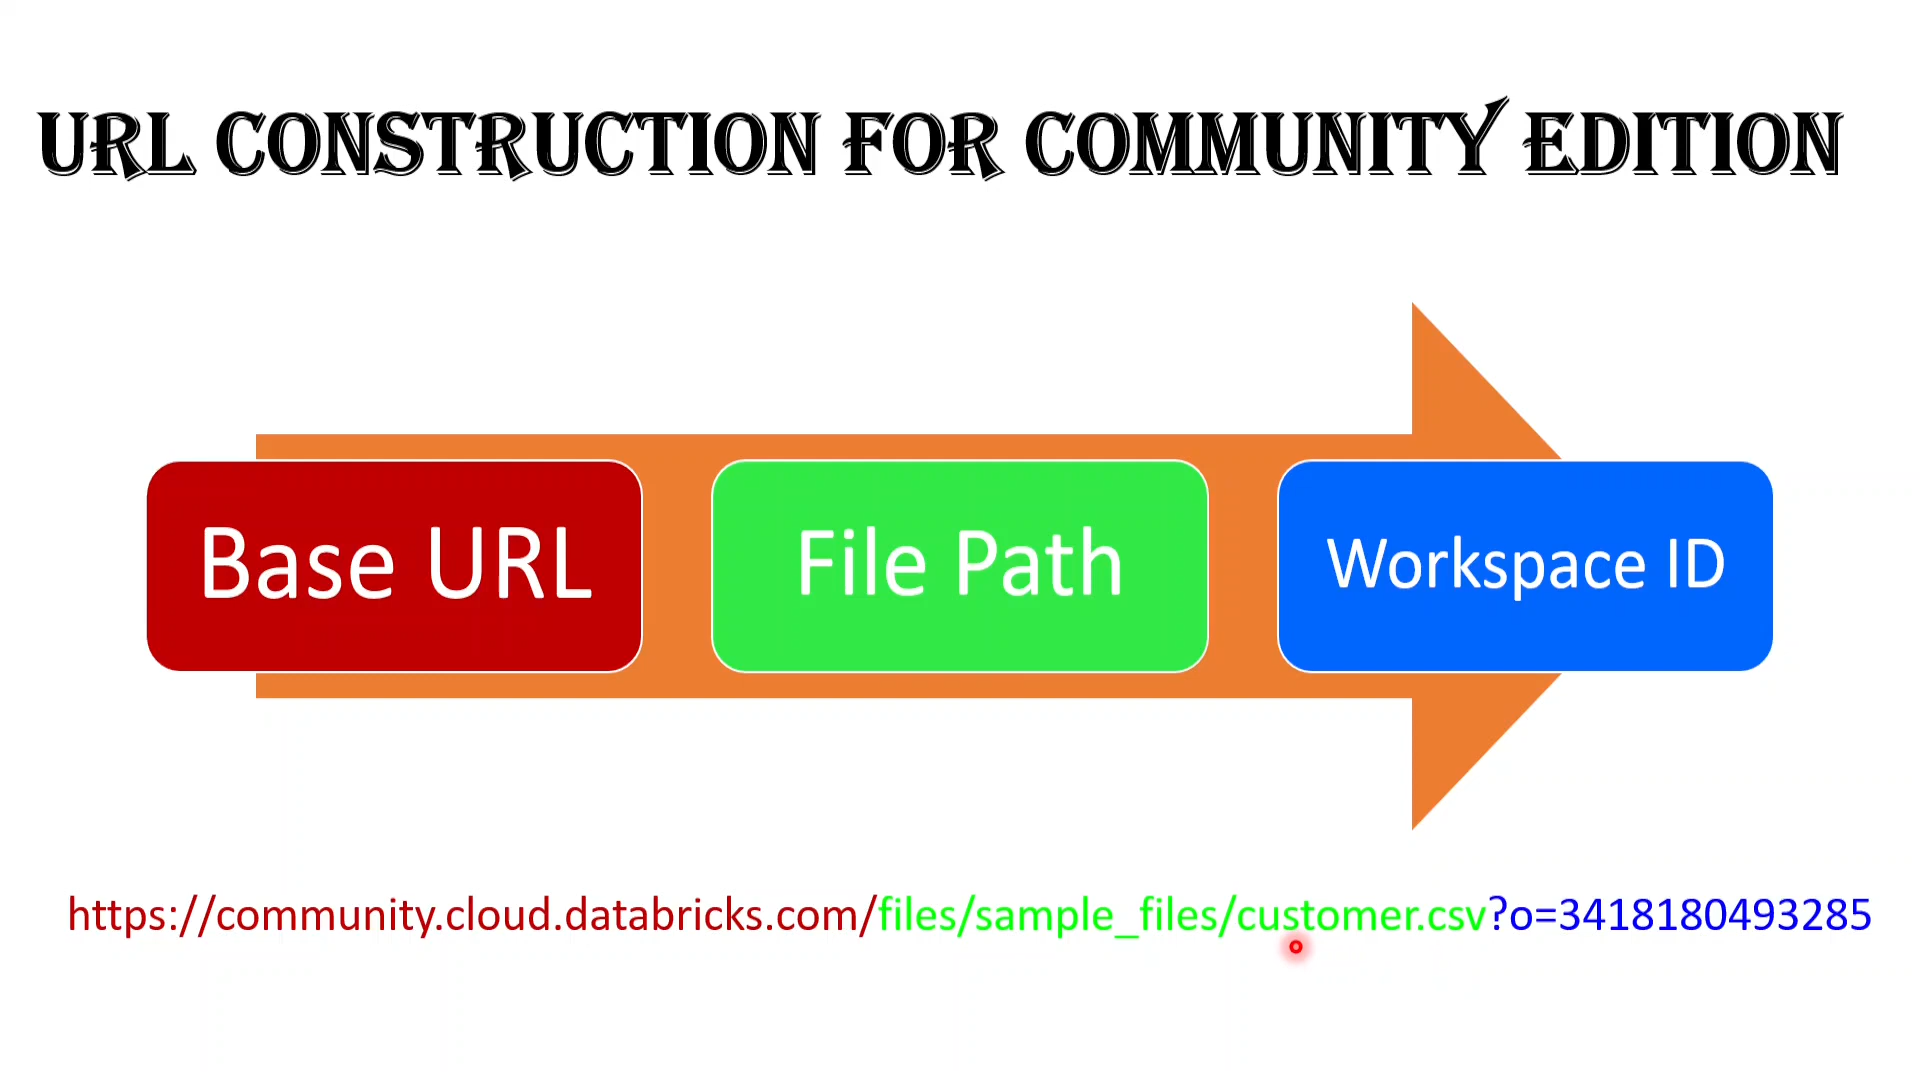 URL CONSTRUCTION FOR COMMUNITY EDITION
Base URL
File Path
Workspace ID
https://community.cloud.databricks.com/files/sample_files/customer.csv?o=3418180493285